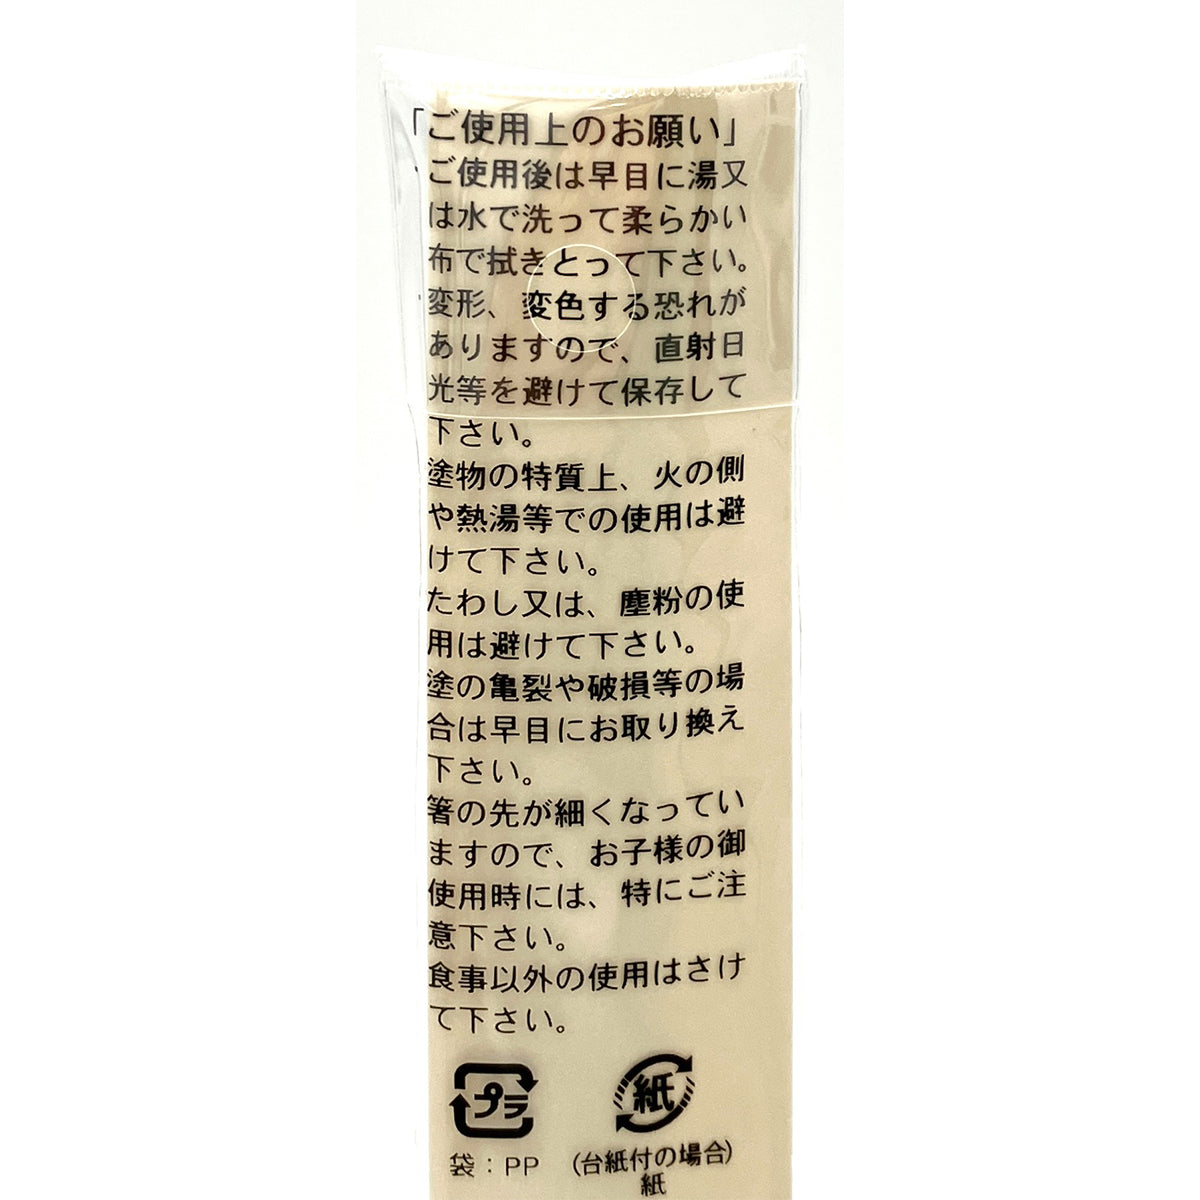 「ご使用上のお願い」
・ご使用後は早目に湯又
は水で洗って柔らかい
布で拭きとって下さい。
・変形、変色する恐れが
ありますので、直射日
光等を避けて保存して
下さい。
塗物の特質上、火の側
や熱湯等での使用は避
けて下さい。
たわし又は、塵粉の使
用は避けて下さい。
塗の亀裂や破損等の場
合は早目にお取り換え
下さい。
箸の先が細くなってい
ますので、お子様の御
使用時には、特にご注
意下さい。
食事以外の使用はさけ
て下さい。
プラ 紙
袋：PP (台紙付の場合)
紙